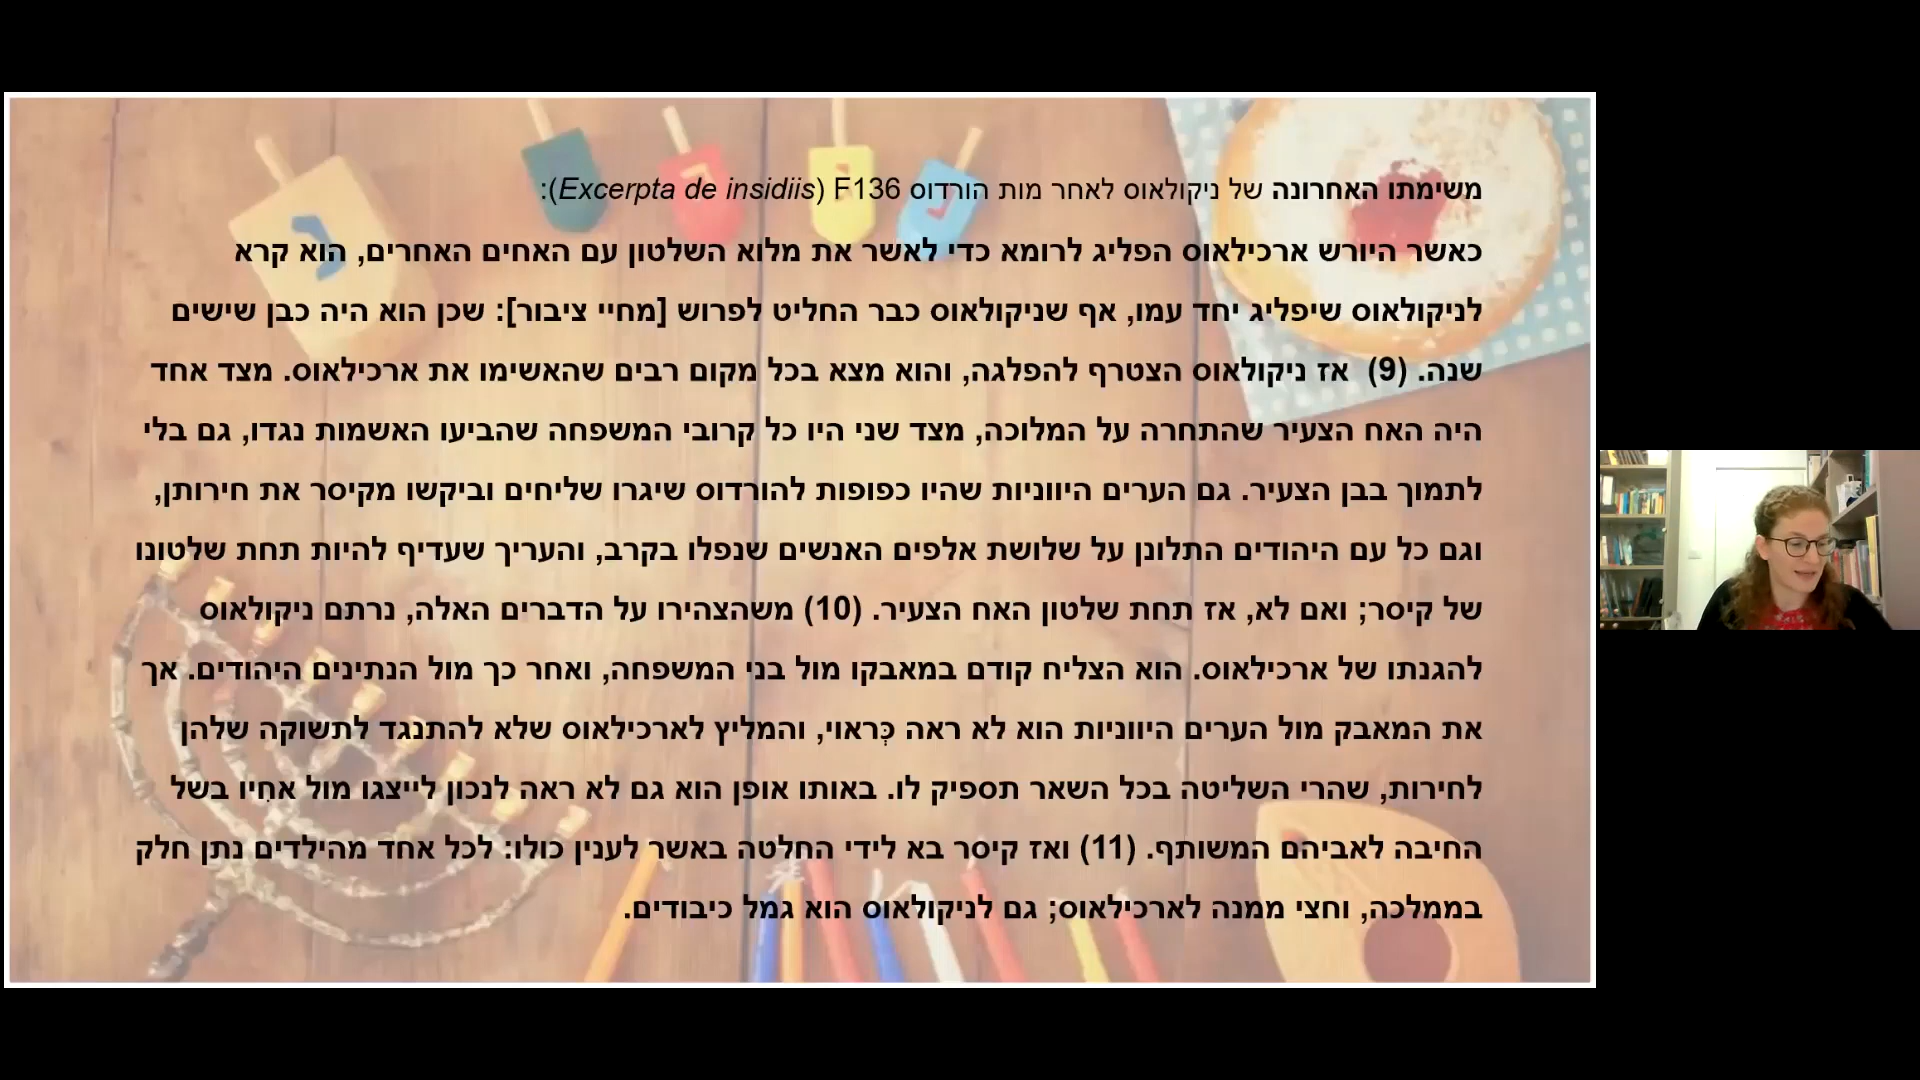 משימתו האחרונה של ניקולאוס לאחר מות הורדוס F136 (Excerpta de insidiis):
כאשר היורש ארכילאוס הפליג לרומא כדי לאשר את מלוא השלטון עם האחים האחרים, הוא קרא
לניקולאוס שיפליג יחד עמו, אף שניקולאוס כבר החליט לפרוש [מחיי ציבור]: שכן הוא היה כבן שישים
שנה. (9) אז ניקולאוס הצטרף להפלגה, והוא מצא בכל מקום רבים שהאשימו את ארכילאוס. מצד אחד
היה האח הצעיר שהתחרה על המלוכה, מצד שני היו כל קרובי המשפחה שהביעו האשמות נגדו, גם בלי
לתמוך בבן הצעיר. גם הערים היווניות שהיו כפופות להורדוס שיגרו שליחים וביקשו מקיסר את חירותן,
וגם כל עם היהודים התלונן על שלושת אלפים האנשים שנפלו בקרב, והעריך שעדיף להיות תחת שלטונו
של קיסר; ואם לא, אז תחת שלטון האח הצעיר. (10) משהצהירו על הדברים האלה, נרתם ניקולאוס
להגנתו של ארכילאוס. הוא הצליח קודם במאבקו מול בני המשפחה, ואחר כך מול הנתינים היהודים. אך
את המאבק מול הערים היווניות הוא לא ראה כְּראוי, והמליץ לארכילאוס שלא להתנגד לתשוקה שלהן
לחירות, שהרי השליטה בכל השאר תספיק לו. באותו אופן הוא גם לא ראה לנכון לייצגו מול אחִיו בשל
החיבה לאביהם המשותף. (11) ואז קיסר בא לידי החלטה באשר לענין כולו: לכל אחד מהילדים נתן חלק
בממלכה, וחצי ממנה לארכילאוס; גם לניקולאוס הוא גמל כיבודים.